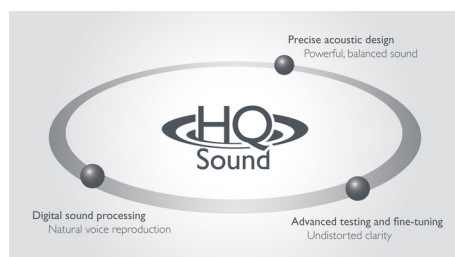 Precise acoustic design
Powerful, balanced sound
HQ
Sound
Digital sound processing
Natural voice reproduction
Advanced testing and fine-tuning
Undistorted clarity